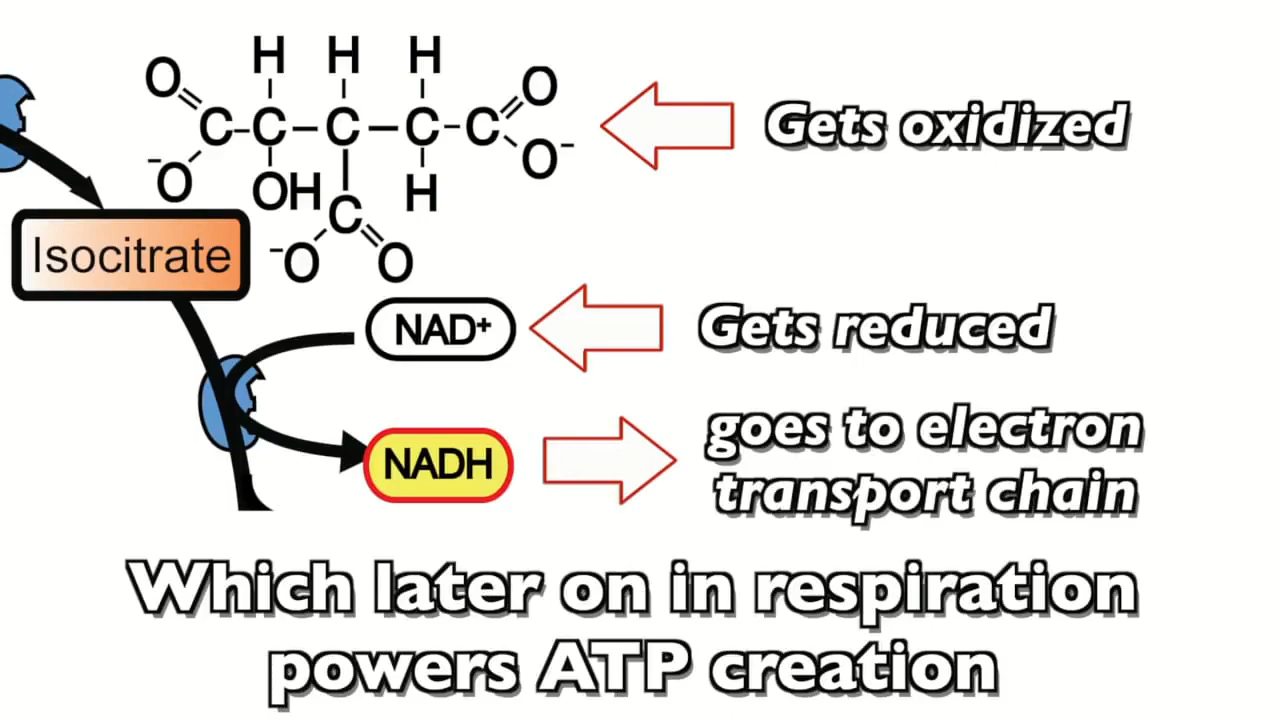 H H H
O O
C–C–C–C–C
⁻O OH H O⁻
C
⁻O O
Gets oxidized
Isocitrate
NAD⁺
Gets reduced
NADH
goes to electron
transport chain
Which later on in respiration
powers ATP creation